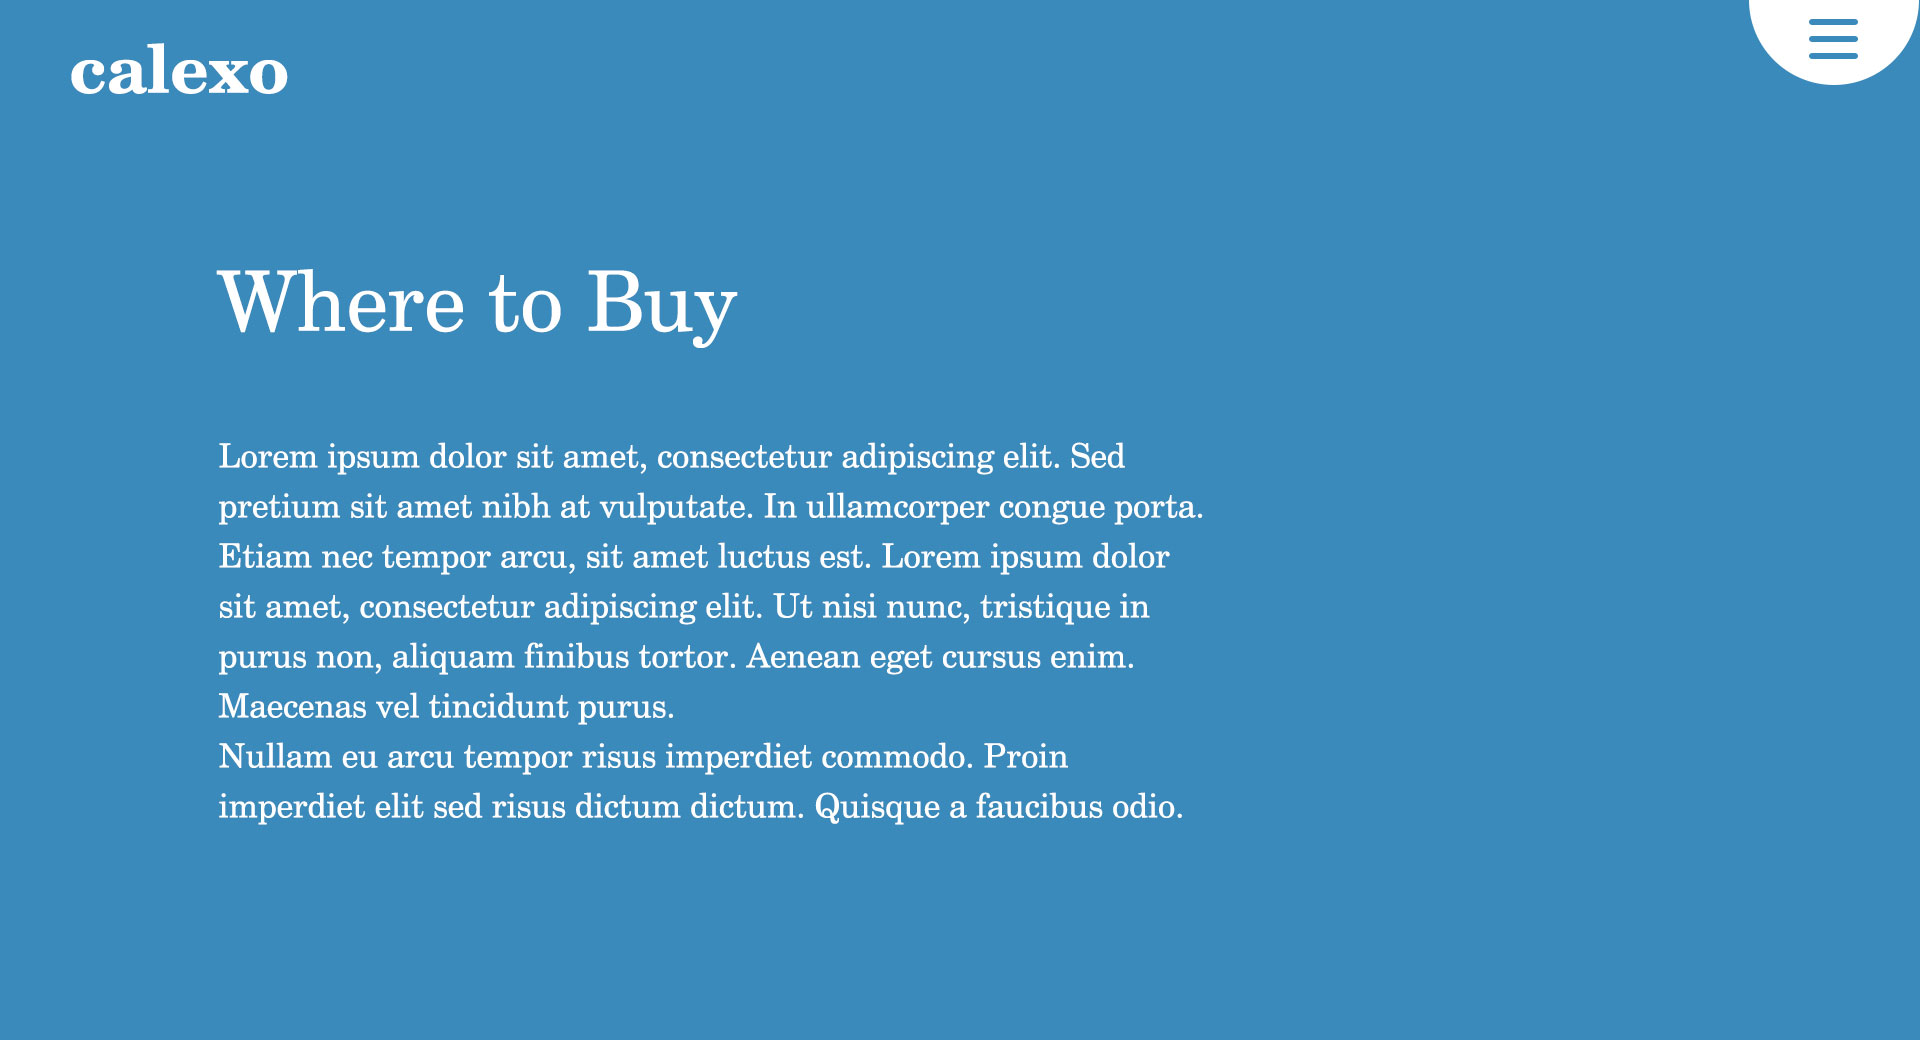 calexo
Where to Buy
Lorem ipsum dolor sit amet, consectetur adipiscing elit. Sed
pretium sit amet nibh at vulputate. In ullamcorper congue porta.
Etiam nec tempor arcu, sit amet luctus est. Lorem ipsum dolor
sit amet, consectetur adipiscing elit. Ut nisi nunc, tristique in
purus non, aliquam finibus tortor. Aenean eget cursus enim.
Maecenas vel tincidunt purus.
Nullam eu arcu tempor risus imperdiet commodo. Proin
imperdiet elit sed risus dictum dictum. Quisque a faucibus odio.